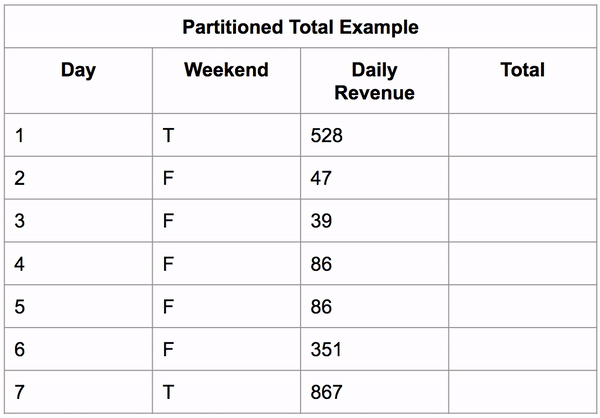 Partitioned Total Example
Day Weekend Daily Revenue Total
1 T 528
2 F 47
3 F 39
4 F 86
5 F 86
6 F 351
7 T 867